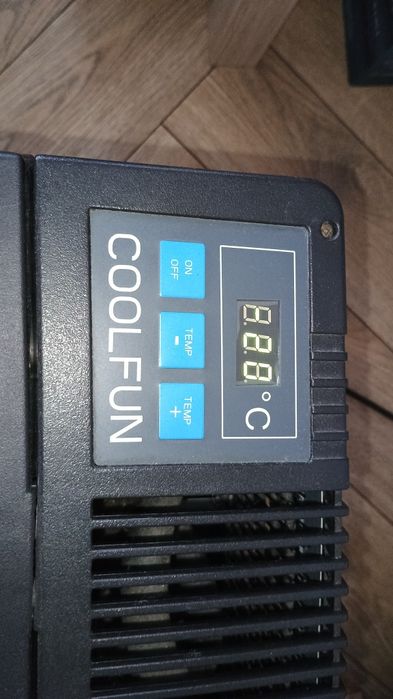 8.8.8.°C
ON
OFF
TEMP
-
TEMP
+
COOLFUN